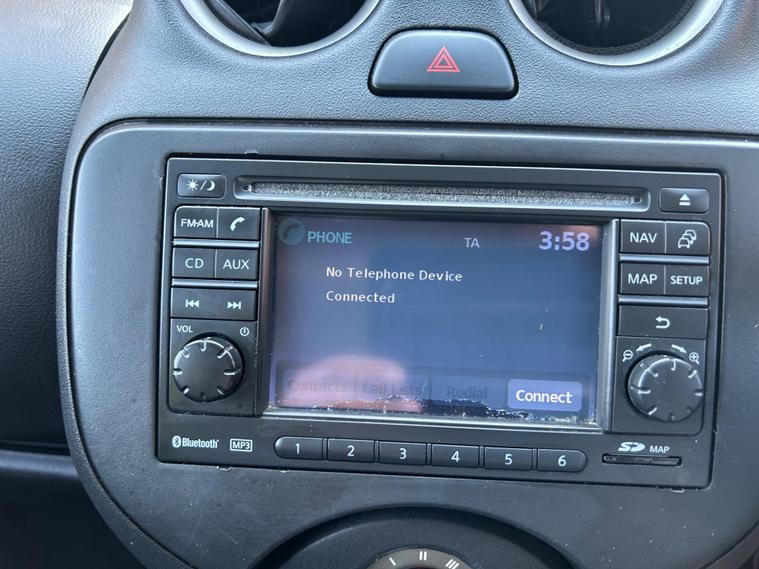 FM·AM
CD
AUX
VOL
PHONE
TA
3:58
No Telephone Device
Connected
Contacts
Call Lists
Redial
Connect
NAV
MAP
SETUP
Bluetooth
MP3
1
2
3
4
5
6
SD
MAP